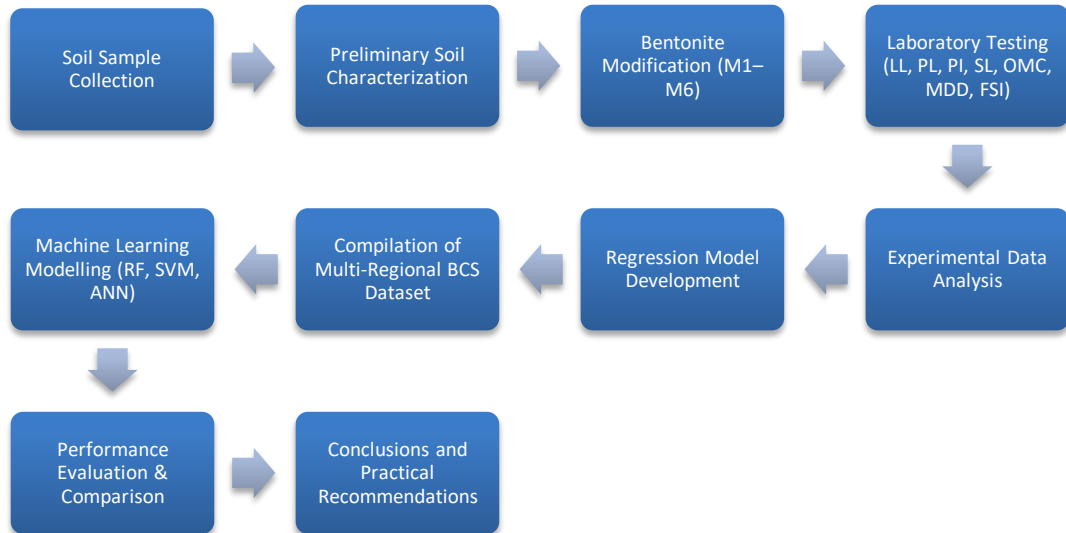 Soil Sample
Collection
Preliminary Soil
Characterization
Bentonite
Modification (M1–
M6)
Laboratory Testing
(LL, PL, PI, SL, OMC,
MDD, FSI)
Experimental Data
Analysis
Regression Model
Development
Compilation of
Multi-Regional BCS
Dataset
Machine Learning
Modelling (RF, SVM,
ANN)
Performance
Evaluation &
Comparison
Conclusions and
Practical
Recommendations